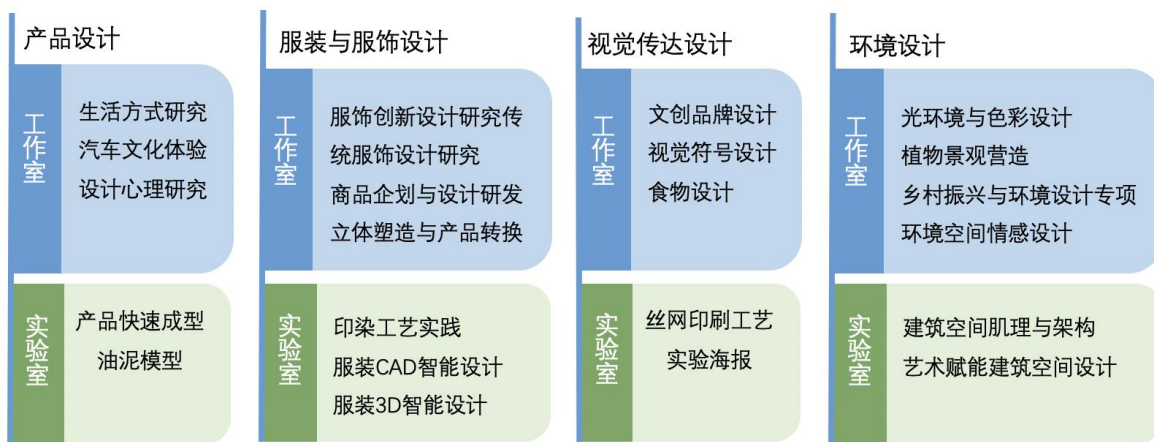 产品设计
工作室
生活方式研究
汽车文化体验
设计心理研究
实验室
产品快速成型
油泥模型
服装与服饰设计
工作室
服饰创新设计研究传
统服饰设计研究
商品企划与设计研发
立体塑造与产品转换
实验室
印染工艺实践
服装CAD智能设计
服装3D智能设计
视觉传达设计
工作室
文创品牌设计
视觉符号设计
食物设计
实验室
丝网印刷工艺
实验海报
环境设计
工作室
光环境与色彩设计
植物景观营造
乡村振兴与环境设计专项
环境空间情感设计
实验室
建筑空间肌理与架构
艺术赋能建筑空间设计